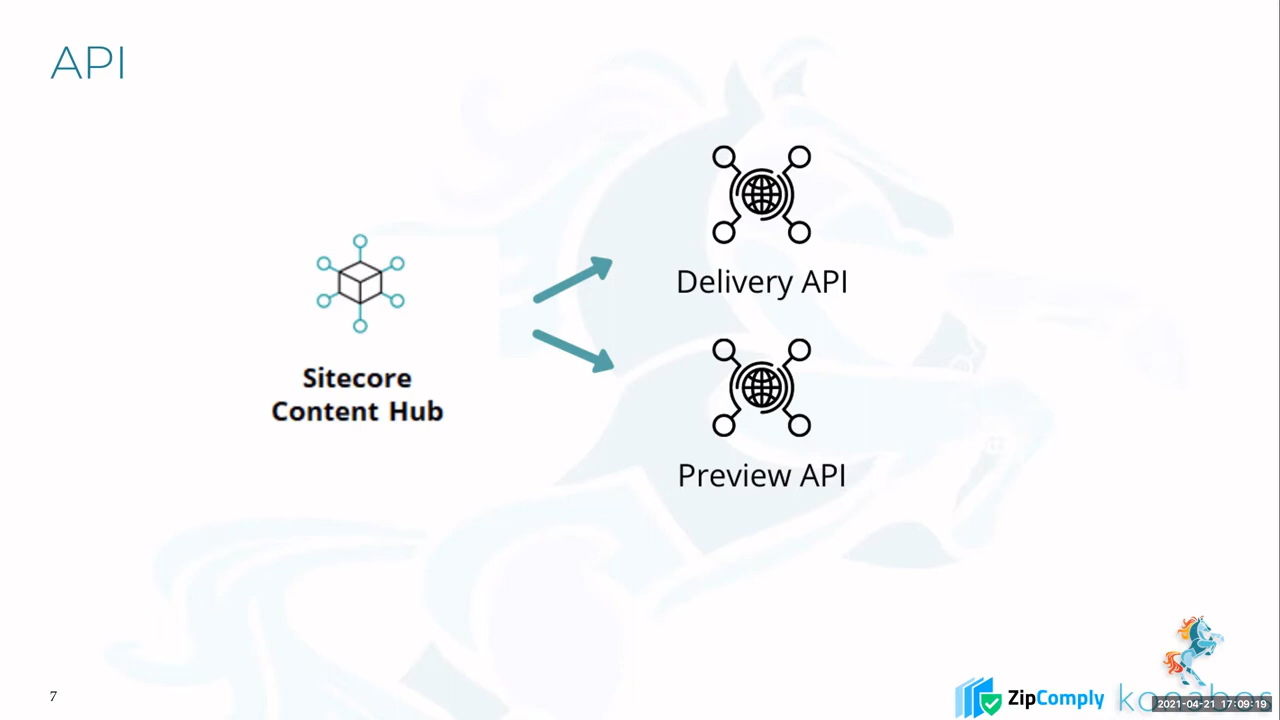 API
Delivery API
Sitecore
Content Hub
Preview API
7
ZipComply
2021-04-21 17:09:19